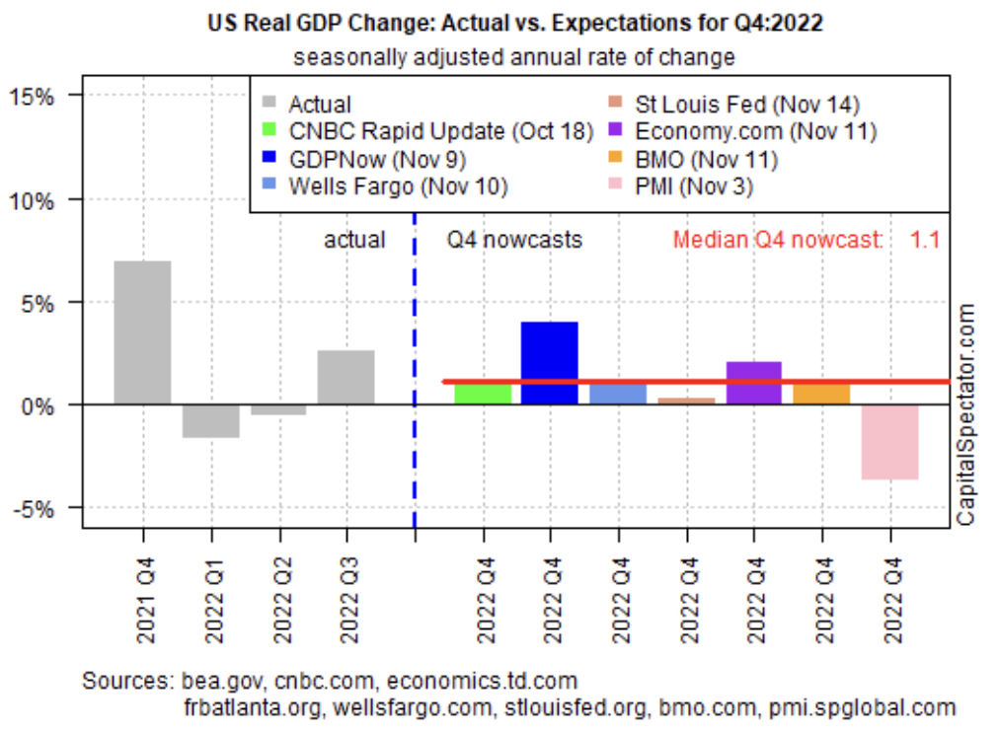 US Real GDP Change: Actual vs. Expectations for Q4:2022
seasonally adjusted annual rate of change
Actual
CNBC Rapid Update (Oct 18)
GDPNow (Nov 9)
Wells Fargo (Nov 10)
St Louis Fed (Nov 14)
Economy.com (Nov 11)
BMO (Nov 11)
PMI (Nov 3)
15%
10%
5%
0%
-5%
actual
Q4 nowcasts
Median Q4 nowcast: 1.1
CapitalSpectator.com
2021 Q4
2022 Q1
2022 Q2
2022 Q3
2022 Q4
2022 Q4
2022 Q4
2022 Q4
2022 Q4
2022 Q4
2022 Q4
Sources: bea.gov, cnbc.com, economics.td.com
frbatlanta.org, wellsfargo.com, stlouisfed.org, bmo.com, pmi.spglobal.com